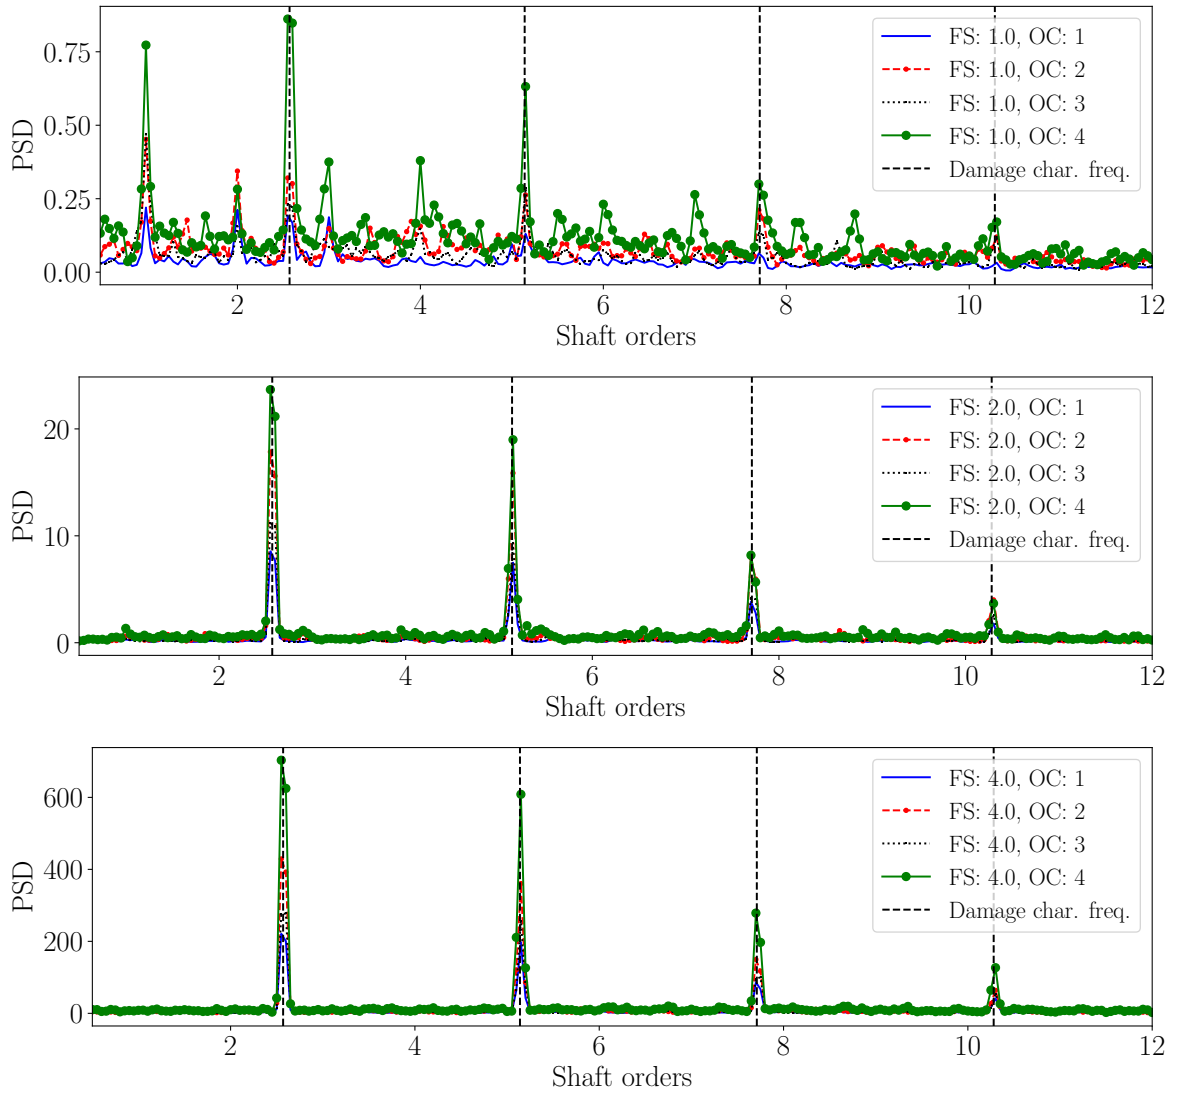 0.75
0.50
0.25
0.00
PSD
FS: 1.0, OC: 1
FS: 1.0, OC: 2
FS: 1.0, OC: 3
FS: 1.0, OC: 4
Damage char. freq.
2 4 6 8 10 12
Shaft orders
20
10
0
PSD
FS: 2.0, OC: 1
FS: 2.0, OC: 2
FS: 2.0, OC: 3
FS: 2.0, OC: 4
Damage char. freq.
2 4 6 8 10 12
Shaft orders
600
400
200
0
PSD
FS: 4.0, OC: 1
FS: 4.0, OC: 2
FS: 4.0, OC: 3
FS: 4.0, OC: 4
Damage char. freq.
2 4 6 8 10 12
Shaft orders